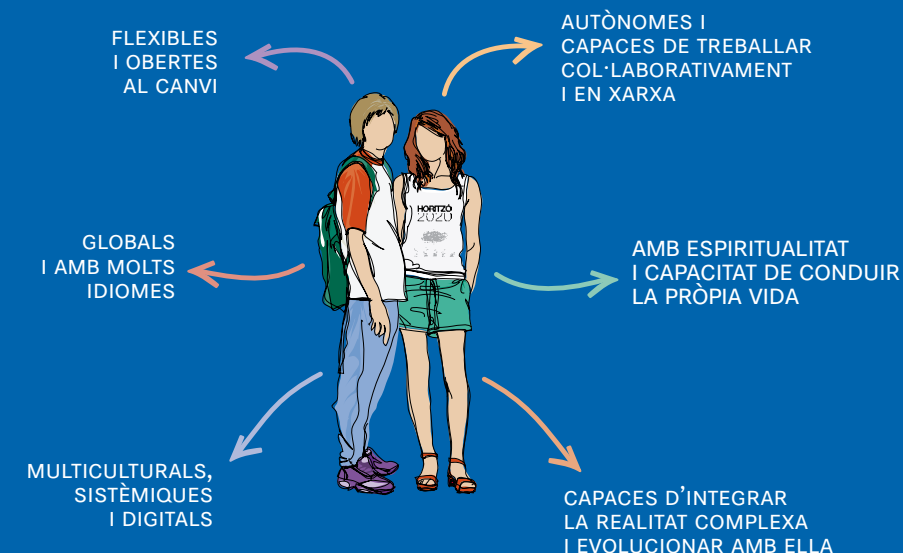 FLEXIBLES
I OBERTES
AL CANVI
AUTÒNOMES I
CAPACES DE TREBALLAR
COL·LABORATIVAMENT
I EN XARXA
HORITZÓ
2020
GLOBALS
I AMB MOLTS
IDIOMES
AMB ESPIRITUALITAT
I CAPACITAT DE CONDUIR
LA PRÒPIA VIDA
MULTICULTURALS,
SISTÈMIQUES
I DIGITALS
CAPACES D’INTEGRAR
LA REALITAT COMPLEXA
I EVOLUCIONAR AMB ELLA